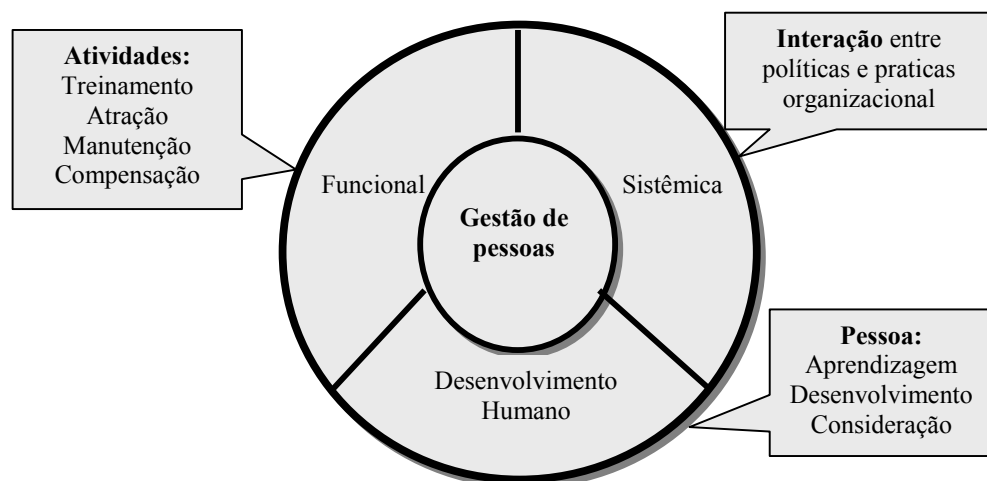 Atividades:
Treinamento
Atração
Manutenção
Compensação
Interação entre
políticas e praticas
organizacional
Funcional
Sistêmica
Gestão de
pessoas
Desenvolvimento
Humano
Pessoa:
Aprendizagem
Desenvolvimento
Consideração